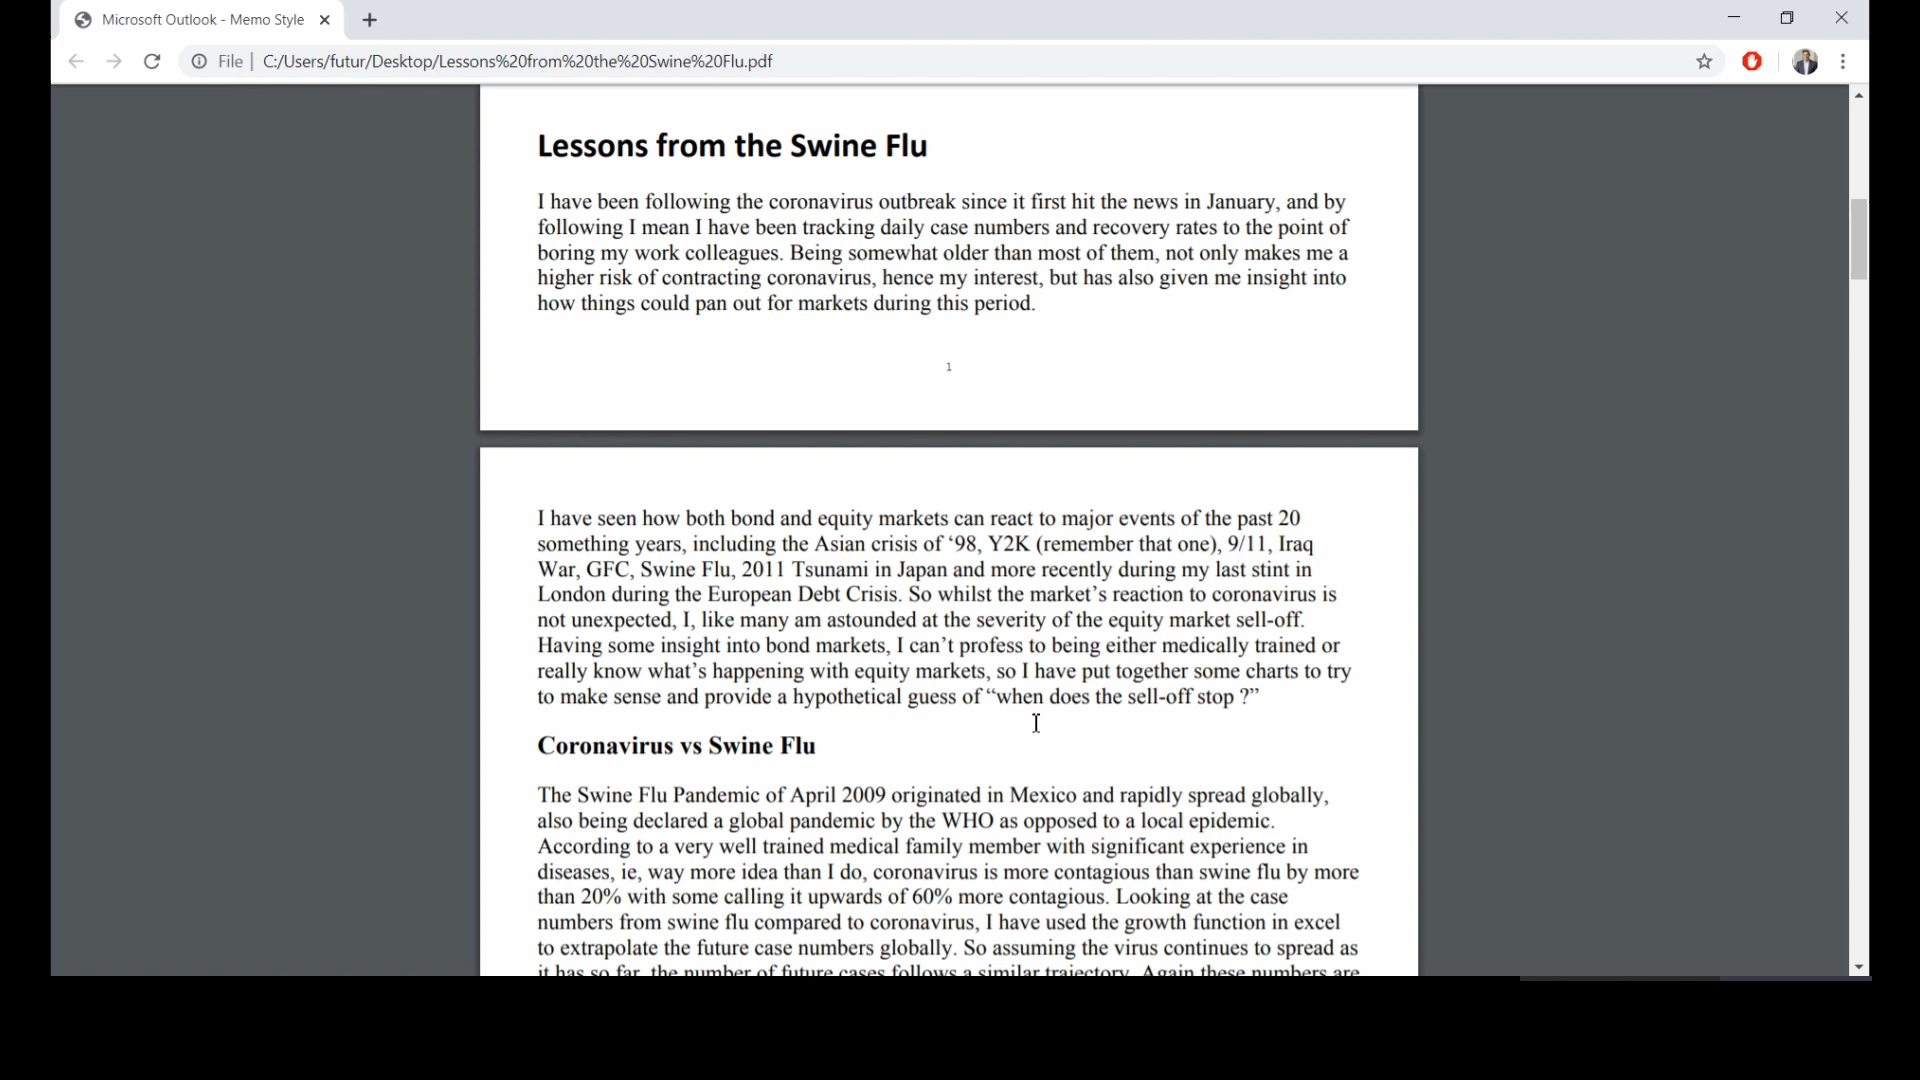 Microsoft Outlook - Memo Style
File | C:/Users/futur/Desktop/Lessons%20from%20the%20Swine%20Flu.pdf
Lessons from the Swine Flu
I have been following the coronavirus outbreak since it first hit the news in January, and by
following I mean I have been tracking daily case numbers and recovery rates to the point of
boring my work colleagues. Being somewhat older than most of them, not only makes me a
higher risk of contracting coronavirus, hence my interest, but has also given me insight into
how things could pan out for markets during this period.
1
I have seen how both bond and equity markets can react to major events of the past 20
something years, including the Asian crisis of ‘98, Y2K (remember that one), 9/11, Iraq
War, GFC, Swine Flu, 2011 Tsunami in Japan and more recently during my last stint in
London during the European Debt Crisis. So whilst the market’s reaction to coronavirus is
not unexpected, I, like many am astounded at the severity of the equity market sell-off.
Having some insight into bond markets, I can’t profess to being either medically trained or
really know what’s happening with equity markets, so I have put together some charts to try
to make sense and provide a hypothetical guess of “when does the sell-off stop ?”
Coronavirus vs Swine Flu
The Swine Flu Pandemic of April 2009 originated in Mexico and rapidly spread globally,
also being declared a global pandemic by the WHO as opposed to a local epidemic.
According to a very well trained medical family member with significant experience in
diseases, ie, way more idea than I do, coronavirus is more contagious than swine flu by more
than 20% with some calling it upwards of 60% more contagious. Looking at the case
numbers from swine flu compared to coronavirus, I have used the growth function in excel
to extrapolate the future case numbers globally. So assuming the virus continues to spread as
it has so far, the number of future cases follows a similar trajectory. Again these numbers are